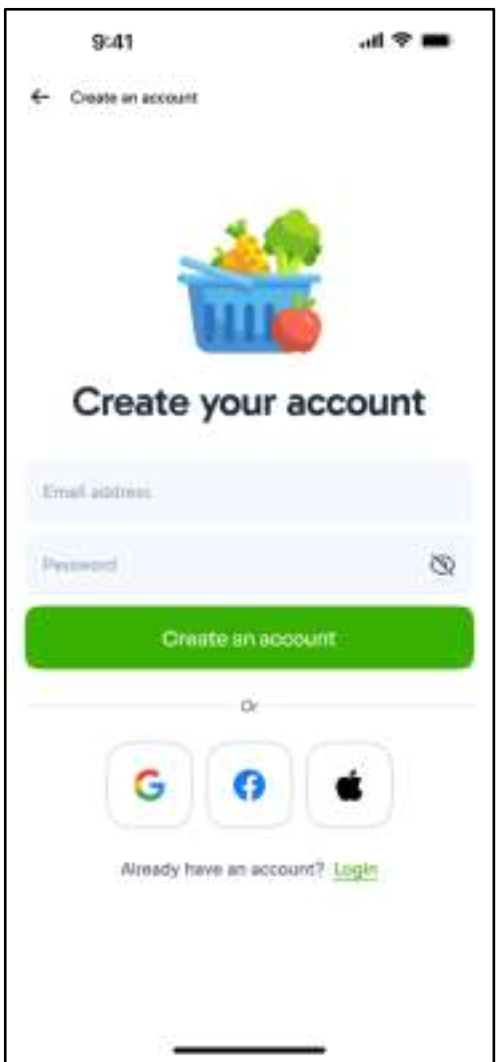 9:41
Create an account
Create your account
Email address
Password
Create an account
Or
Already have an account? Login